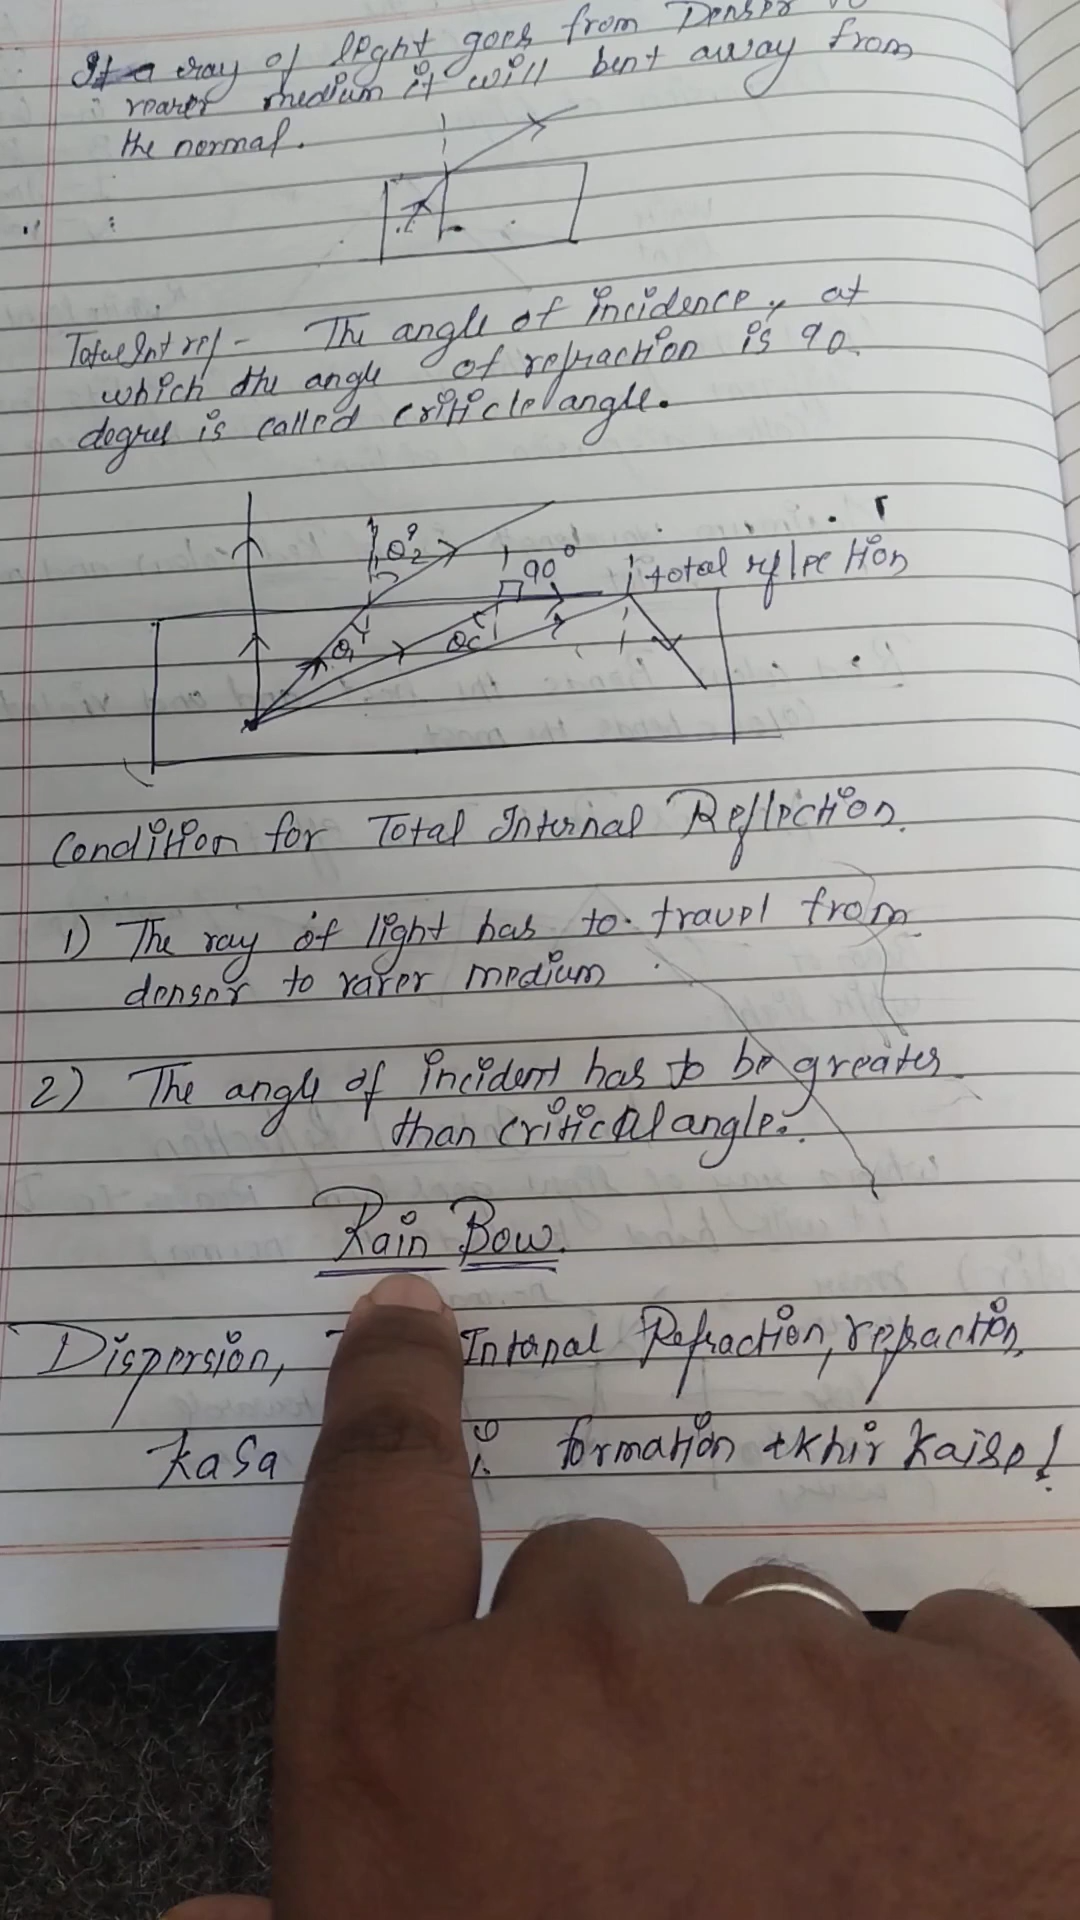 If a ray of light goes from Denser to
rearer medium it will bent away from
the normal.
Total Int ref - The angle of incidence, at
which the angle of refraction is 90
degree is called criticle angle.
θ2
90°
total reflection
θ1
θc
Condition for Total Internal Reflection.
1) The ray of light has to travel from
denser to rarer medium
2) The angle of incident has to be greater
than critical angle.
Rain Bow.
Dispersion, Internal Refraction, refraction,
kasa formation akhir kaise!